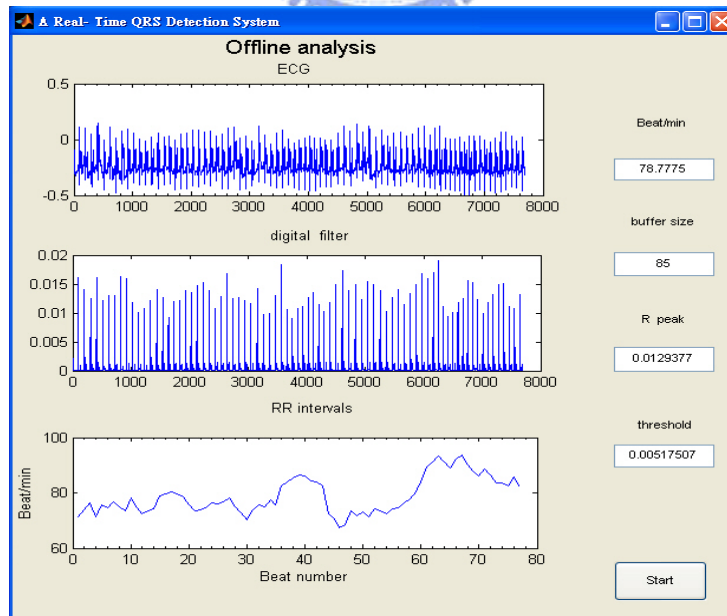 A Real- Time QRS Detection System
Offline analysis
ECG
0.5
0
-0.5
0 1000 2000 3000 4000 5000 6000 7000 8000
digital filter
0.02
0.015
0.01
0.005
0
0 1000 2000 3000 4000 5000 6000 7000 8000
RR intervals
100
80
60
Beat/min
0 10 20 30 40 50 60 70 80
Beat number
Beat/min
78.7775
buffer size
85
R peak
0.0129377
threshold
0.00517507
Start